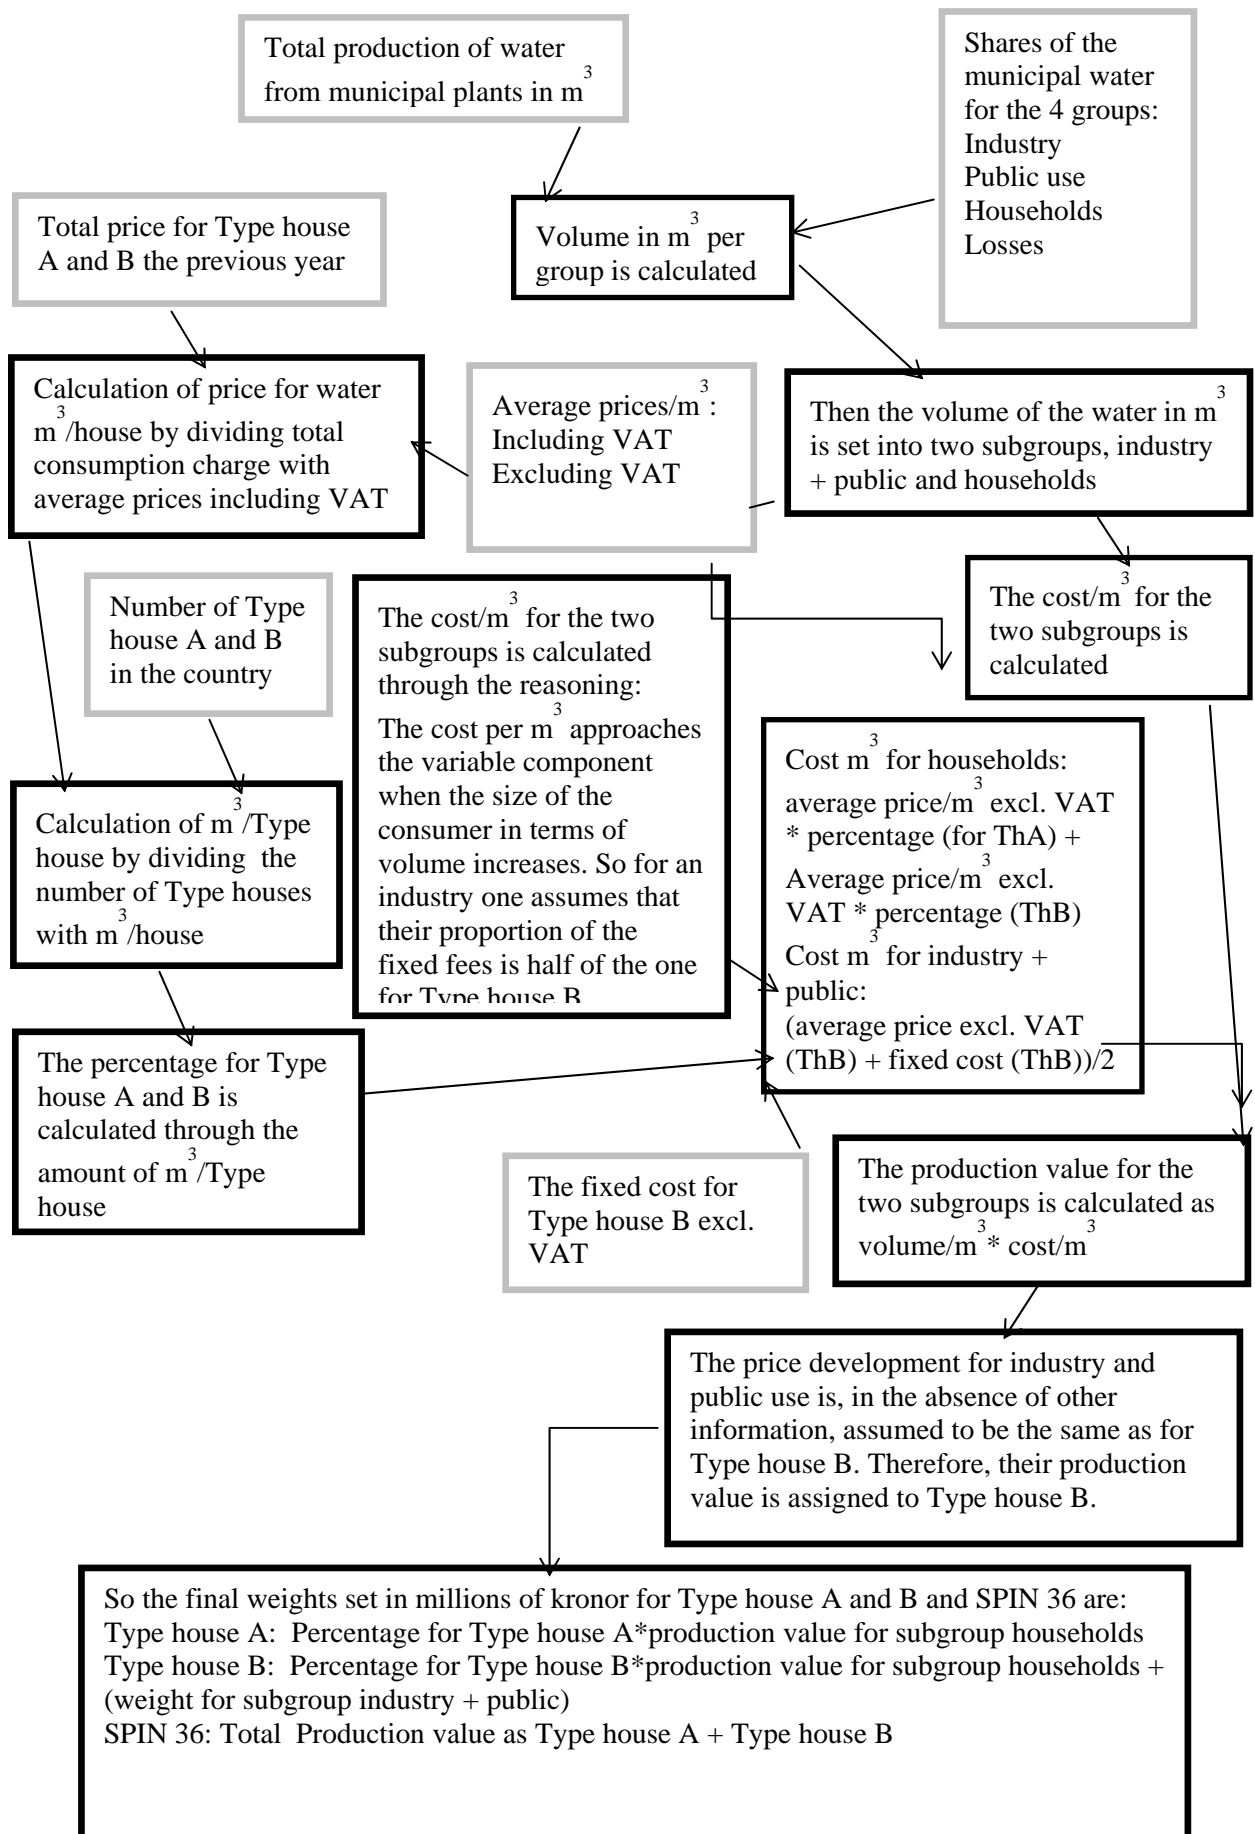 Total production of water
from municipal plants in m³
Shares of the
municipal water
for the 4 groups:
Industry
Public use
Households
Losses
Total price for Type house
A and B the previous year
Volume in m³ per
group is calculated
Calculation of price for water
m³/house by dividing total
consumption charge with
average prices including VAT
Average prices/m³:
Including VAT
Excluding VAT
Then the volume of the water in m³
is set into two subgroups, industry
+ public and households
Number of Type
house A and B
in the country
The cost/m³ for the two
subgroups is calculated
through the reasoning:
The cost per m³ approaches
the variable component
when the size of the
consumer in terms of
volume increases. So for an
industry one assumes that
their proportion of the
fixed fees is half of the one
for Type house B
The cost/m³ for the
two subgroups is
calculated
Calculation of m³/Type
house by dividing  the
number of Type houses
with m³/house
Cost m³ for households:
average price/m³ excl. VAT
* percentage (for ThA) +
Average price/m³ excl.
VAT * percentage (ThB)
Cost m³ for industry +
public:
(average price excl. VAT
(ThB) + fixed cost (ThB))/2
The percentage for Type
house A and B is
calculated through the
amount of m³/Type
house
The fixed cost for
Type house B excl.
VAT
The production value for the
two subgroups is calculated as
volume/m³* cost/m³
The price development for industry and
public use is, in the absence of other
information, assumed to be the same as for
Type house B. Therefore, their production
value is assigned to Type house B.
So the final weights set in millions of kronor for Type house A and B and SPIN 36 are:
Type house A:  Percentage for Type house A*production value for subgroup households
Type house B:  Percentage for Type house B*production value for subgroup households +
(weight for subgroup industry + public)
SPIN 36: Total  Production value as Type house A + Type house B